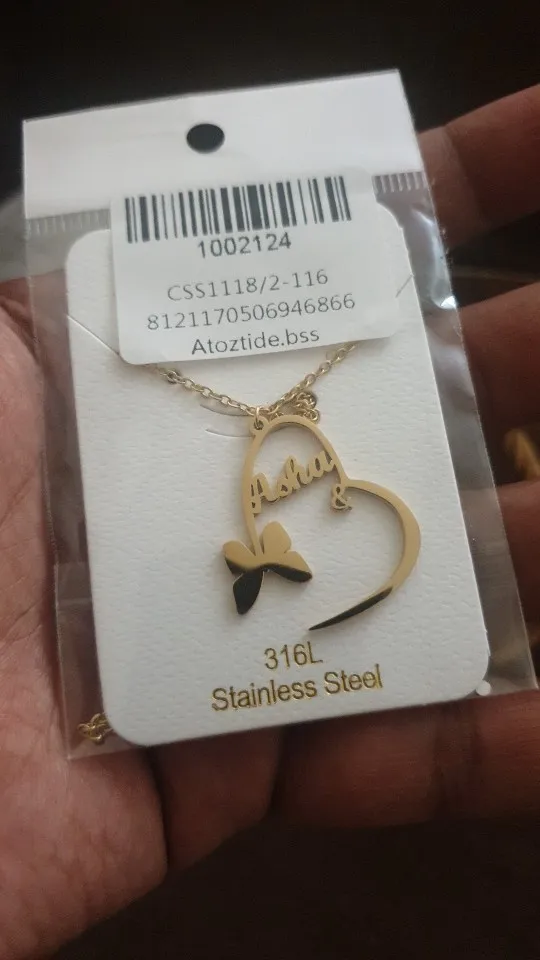 1002124
CSS1118/2-116
8121170506946866
Atoztide.bss
Asha
&
316L
Stainless Steel